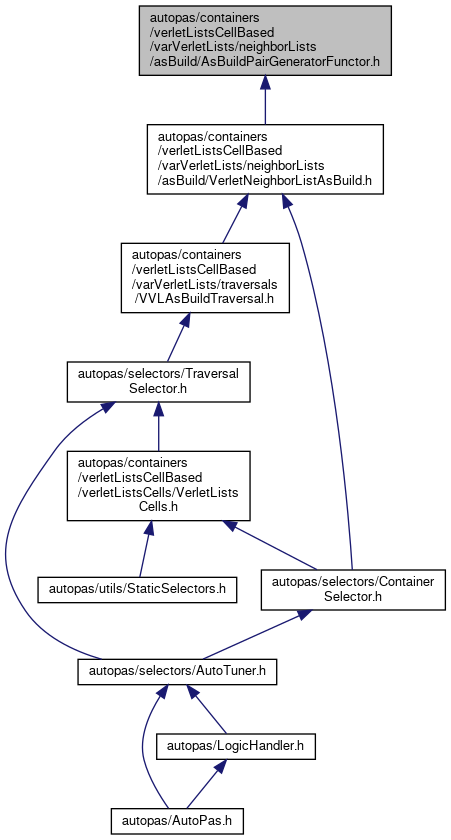 autopas/containers
/verletListsCellBased
/varVerletLists/neighborLists
/asBuild/AsBuildPairGeneratorFunctor.h
autopas/containers
/verletListsCellBased
/varVerletLists/neighborLists
/asBuild/VerletNeighborListAsBuild.h
autopas/containers
/verletListsCellBased
/varVerletLists/traversals
/VVLAsBuildTraversal.h
autopas/selectors/Traversal
Selector.h
autopas/containers
/verletListsCellBased
/verletListsCells/VerletLists
Cells.h
autopas/utils/StaticSelectors.h
autopas/selectors/Container
Selector.h
autopas/selectors/AutoTuner.h
autopas/LogicHandler.h
autopas/AutoPas.h